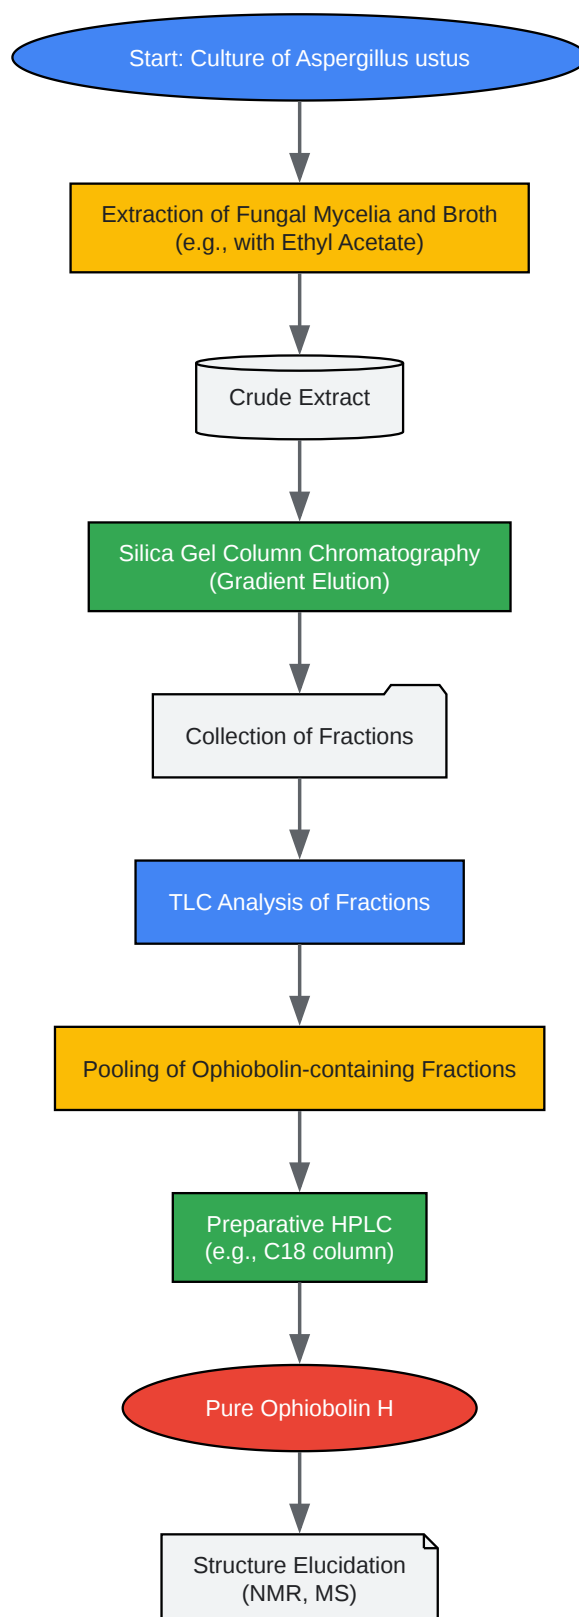 Start: Culture of Aspergillus ustus
Extraction of Fungal Mycelia and Broth
(e.g., with Ethyl Acetate)
Crude Extract
Silica Gel Column Chromatography
(Gradient Elution)
Collection of Fractions
TLC Analysis of Fractions
Pooling of Ophiobolin-containing Fractions
Preparative HPLC
(e.g., C18 column)
Pure Ophiobolin H
Structure Elucidation
(NMR, MS)